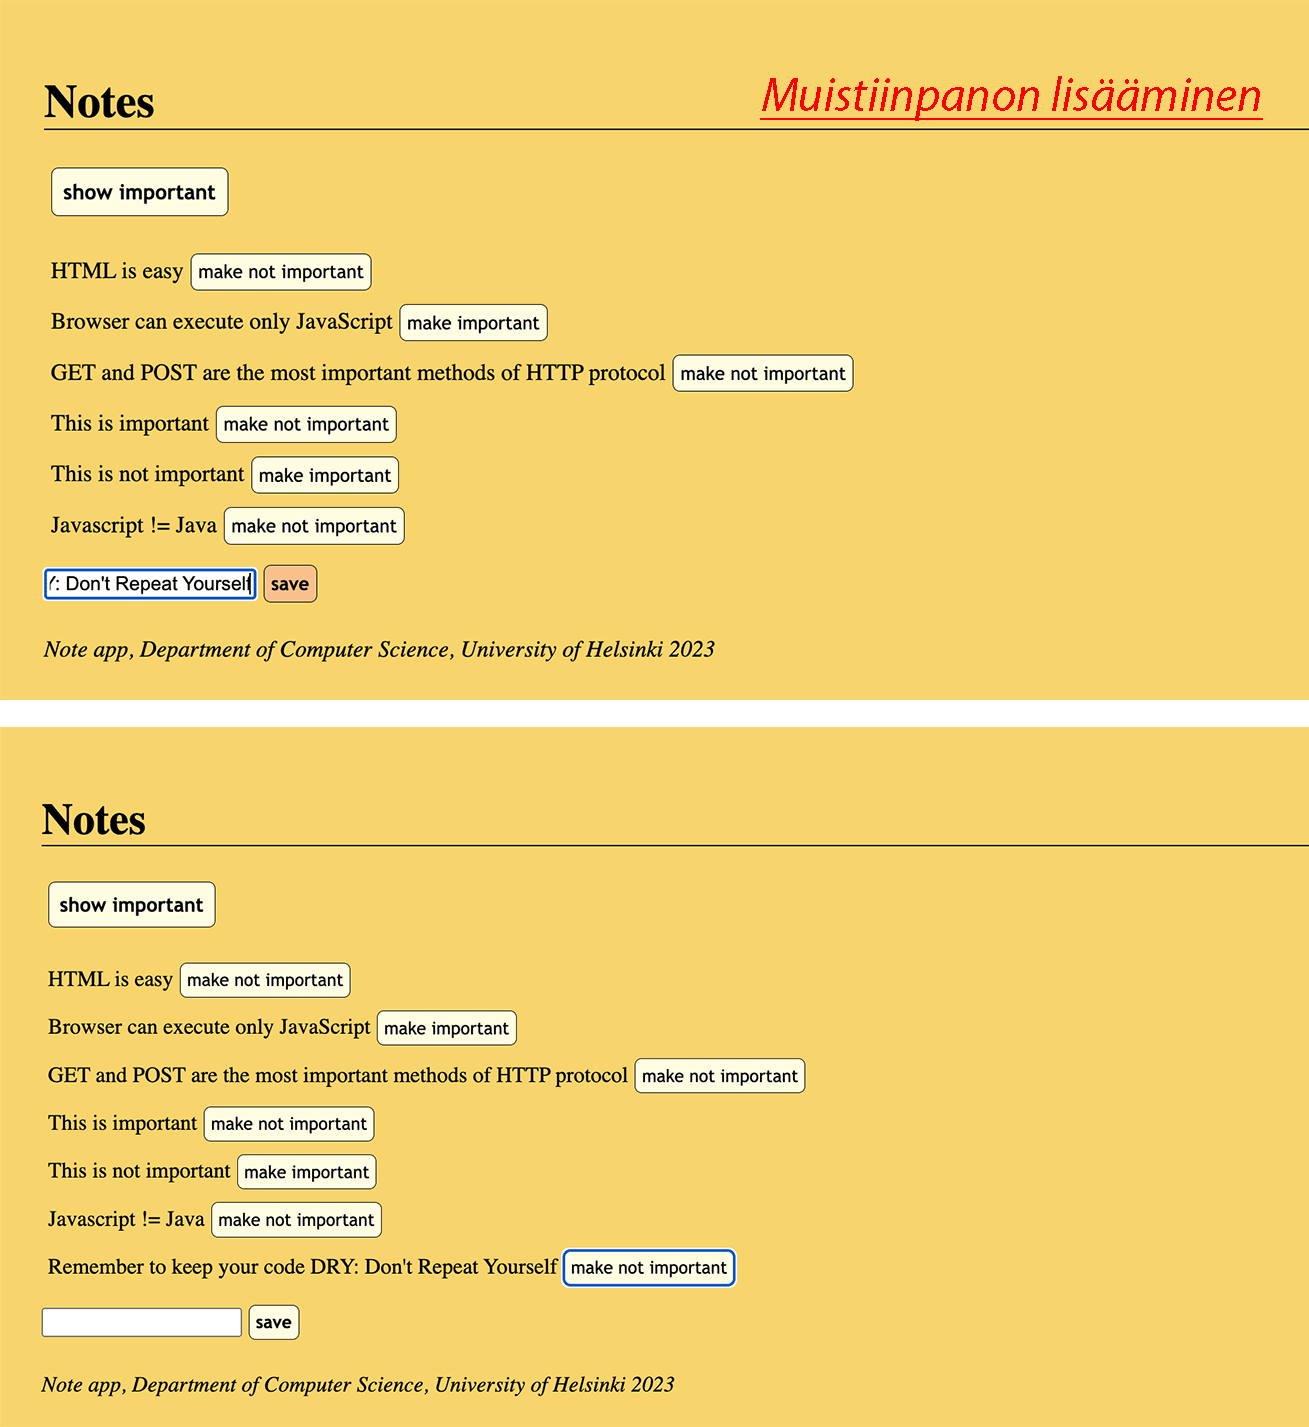 Notes
Muistiinpanon lisääminen
show important
HTML is easy make not important
Browser can execute only JavaScript make important
GET and POST are the most important methods of HTTP protocol make not important
This is important make not important
This is not important make important
Javascript != Java make not important
: Don't Repeat Yourself save
Note app, Department of Computer Science, University of Helsinki 2023
Notes
show important
HTML is easy make not important
Browser can execute only JavaScript make important
GET and POST are the most important methods of HTTP protocol make not important
This is important make not important
This is not important make important
Javascript != Java make not important
Remember to keep your code DRY: Don't Repeat Yourself make not important
save
Note app, Department of Computer Science, University of Helsinki 2023